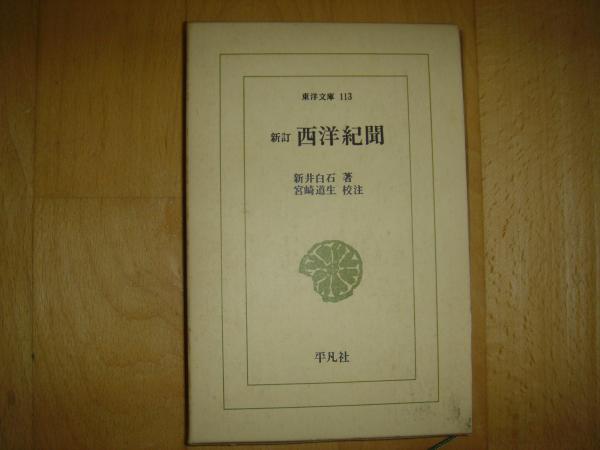 東洋文庫 113
新訂 西洋紀聞
新井白石 著
宮崎道生 校注
平凡社